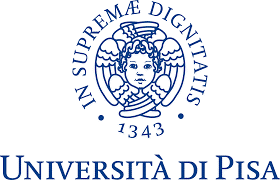 IN SUPREMÆ DIGNITATIS
· 1343 ·
UNIVERSITÀ DI PISA